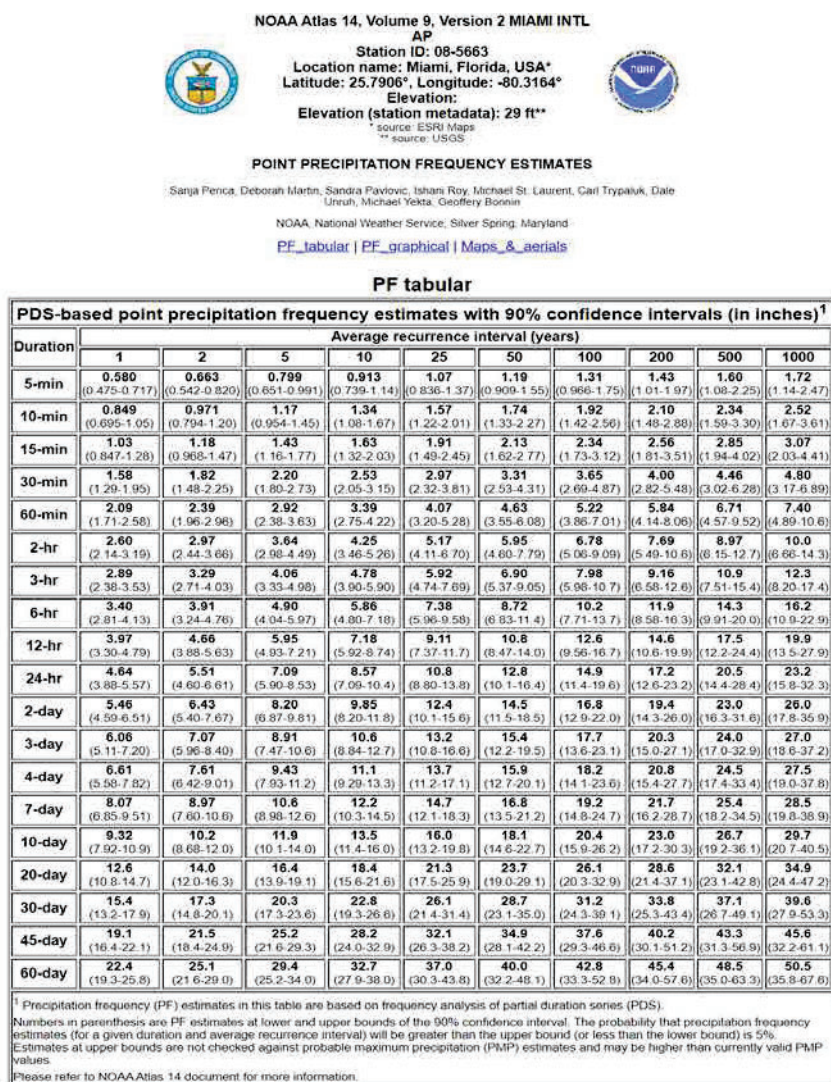 NOAA Atlas 14, Volume 9, Version 2 MIAMI INTL
AP
Station ID: 08-5663
Location name: Miami, Florida, USA*
Latitude: 25.7906°, Longitude: -80.3164°
Elevation:
Elevation (station metadata): 29 ft**
* source: ESRI Maps
** source: USGS
POINT PRECIPITATION FREQUENCY ESTIMATES
Sanja Perica, Deborah Martin, Sandra Pavlovic, Ishani Roy, Michael St. Laurent, Carl Trypaluk, Dale
Unruh, Michael Yekta, Geoffery Bonnin
NOAA, National Weather Service, Silver Spring, Maryland
PF_tabular | PF_graphical | Maps_&_aerials
PF tabular
PDS-based point precipitation frequency estimates with 90% confidence intervals (in inches)1
Duration Average recurrence interval (years)
1 2 5 10 25 50 100 200 500 1000
5-min 0.580 0.663 0.799 0.913 1.07 1.19 1.31 1.43 1.60 1.72
(0.475-0.717) (0.542-0.820) (0.651-0.991) (0.739-1.14) (0.836-1.37) (0.909-1.55) (0.966-1.75) (1.01-1.97) (1.08-2.25) (1.14-2.47)
10-min 0.849 0.971 1.17 1.34 1.57 1.74 1.92 2.10 2.34 2.52
(0.695-1.05) (0.794-1.20) (0.954-1.45) (1.08-1.67) (1.22-2.01) (1.33-2.27) (1.42-2.56) (1.48-2.88) (1.59-3.30) (1.67-3.61)
15-min 1.03 1.18 1.43 1.63 1.91 2.13 2.34 2.56 2.85 3.07
(0.847-1.28) (0.968-1.47) (1.16-1.77) (1.32-2.03) (1.49-2.45) (1.62-2.77) (1.73-3.12) (1.81-3.51) (1.94-4.02) (2.03-4.41)
30-min 1.58 1.82 2.20 2.53 2.97 3.31 3.65 4.00 4.46 4.80
(1.29-1.95) (1.48-2.25) (1.80-2.73) (2.05-3.15) (2.32-3.81) (2.53-4.31) (2.69-4.87) (2.82-5.48) (3.02-6.28) (3.17-6.89)
60-min 2.09 2.39 2.92 3.39 4.07 4.63 5.22 5.84 6.71 7.40
(1.71-2.58) (1.96-2.96) (2.38-3.63) (2.75-4.22) (3.20-5.28) (3.55-6.08) (3.86-7.01) (4.14-8.06) (4.57-9.52) (4.89-10.6)
2-hr 2.60 2.97 3.64 4.25 5.17 5.95 6.78 7.69 8.97 10.0
(2.14-3.19) (2.44-3.66) (2.98-4.49) (3.46-5.26) (4.11-6.70) (4.60-7.79) (5.06-9.09) (5.49-10.6) (6.15-12.7) (6.66-14.3)
3-hr 2.89 3.29 4.06 4.78 5.92 6.90 7.98 9.16 10.9 12.3
(2.38-3.53) (2.71-4.03) (3.33-4.98) (3.90-5.90) (4.74-7.69) (5.37-9.05) (5.98-10.7) (6.58-12.6) (7.51-15.4) (8.20-17.4)
6-hr 3.40 3.91 4.90 5.86 7.38 8.72 10.2 11.9 14.3 16.2
(2.81-4.13) (3.24-4.76) (4.04-5.97) (4.80-7.18) (5.96-9.58) (6.83-11.4) (7.71-13.7) (8.58-16.3) (9.91-20.0) (10.9-22.9)
12-hr 3.97 4.66 5.95 7.18 9.11 10.8 12.6 14.6 17.5 19.9
(3.30-4.79) (3.88-5.63) (4.93-7.21) (5.92-8.74) (7.37-11.7) (8.47-14.0) (9.56-16.7) (10.6-19.9) (12.2-24.4) (13.5-27.9)
24-hr 4.64 5.51 7.09 8.57 10.8 12.8 14.9 17.2 20.5 23.2
(3.88-5.57) (4.60-6.61) (5.90-8.53) (7.09-10.4) (8.80-13.8) (10.1-16.4) (11.4-19.6) (12.6-23.2) (14.4-28.4) (15.8-32.3)
2-day 5.46 6.43 8.20 9.85 12.4 14.5 16.8 19.4 23.0 26.0
(4.59-6.51) (5.40-7.67) (6.87-9.81) (8.20-11.8) (10.1-15.6) (11.5-18.5) (12.9-22.0) (14.3-26.0) (16.3-31.6) (17.8-35.9)
3-day 6.06 7.07 8.91 10.6 13.2 15.4 17.7 20.3 24.0 27.0
(5.11-7.20) (5.96-8.40) (7.47-10.6) (8.84-12.7) (10.8-16.6) (12.2-19.5) (13.6-23.1) (15.0-27.1) (17.0-32.9) (18.6-37.2)
4-day 6.61 7.61 9.43 11.1 13.7 15.9 18.2 20.8 24.5 27.5
(5.58-7.82) (6.42-9.01) (7.93-11.2) (9.29-13.3) (11.2-17.1) (12.7-20.1) (14.1-23.6) (15.4-27.7) (17.4-33.4) (19.0-37.8)
7-day 8.07 8.97 10.6 12.2 14.7 16.8 19.2 21.7 25.4 28.5
(6.85-9.51) (7.60-10.6) (8.98-12.6) (10.3-14.5) (12.1-18.3) (13.5-21.2) (14.8-24.7) (16.2-28.7) (18.2-34.5) (19.8-38.9)
10-day 9.32 10.2 11.9 13.5 16.0 18.1 20.4 23.0 26.7 29.7
(7.92-10.9) (8.68-12.0) (10.1-14.0) (11.4-16.0) (13.2-19.8) (14.6-22.7) (15.9-26.2) (17.2-30.3) (19.2-36.1) (20.7-40.5)
20-day 12.6 14.0 16.4 18.4 21.3 23.7 26.1 28.6 32.1 34.9
(10.8-14.7) (12.0-16.3) (13.9-19.1) (15.6-21.6) (17.5-25.9) (19.0-29.1) (20.3-32.9) (21.4-37.1) (23.1-42.8) (24.4-47.2)
30-day 15.4 17.3 20.3 22.8 26.1 28.7 31.2 33.8 37.1 39.6
(13.2-17.9) (14.8-20.1) (17.3-23.6) (19.3-26.6) (21.4-31.4) (23.1-35.0) (24.3-39.1) (25.3-43.4) (26.7-49.1) (27.9-53.3)
45-day 19.1 21.5 25.2 28.2 32.1 34.9 37.6 40.2 43.3 45.6
(16.4-22.1) (18.4-24.9) (21.6-29.3) (24.0-32.9) (26.3-38.2) (28.1-42.2) (29.3-46.6) (30.1-51.2) (31.3-56.9) (32.2-61.1)
60-day 22.4 25.1 29.4 32.7 37.0 40.0 42.8 45.4 48.5 50.5
(19.3-25.8) (21.6-29.0) (25.2-34.0) (27.9-38.0) (30.3-43.8) (32.2-48.1) (33.3-52.8) (34.0-57.6) (35.0-63.3) (35.8-67.6)
1 Precipitation frequency (PF) estimates in this table are based on frequency analysis of partial duration series (PDS).
Numbers in parenthesis are PF estimates at lower and upper bounds of the 90% confidence interval. The probability that precipitation frequency
estimates (for a given duration and average recurrence interval) will be greater than the upper bound (or less than the lower bound) is 5%.
Estimates at upper bounds are not checked against probable maximum precipitation (PMP) estimates and may be higher than currently valid PMP
values.
Please refer to NOAA Atlas 14 document for more information.